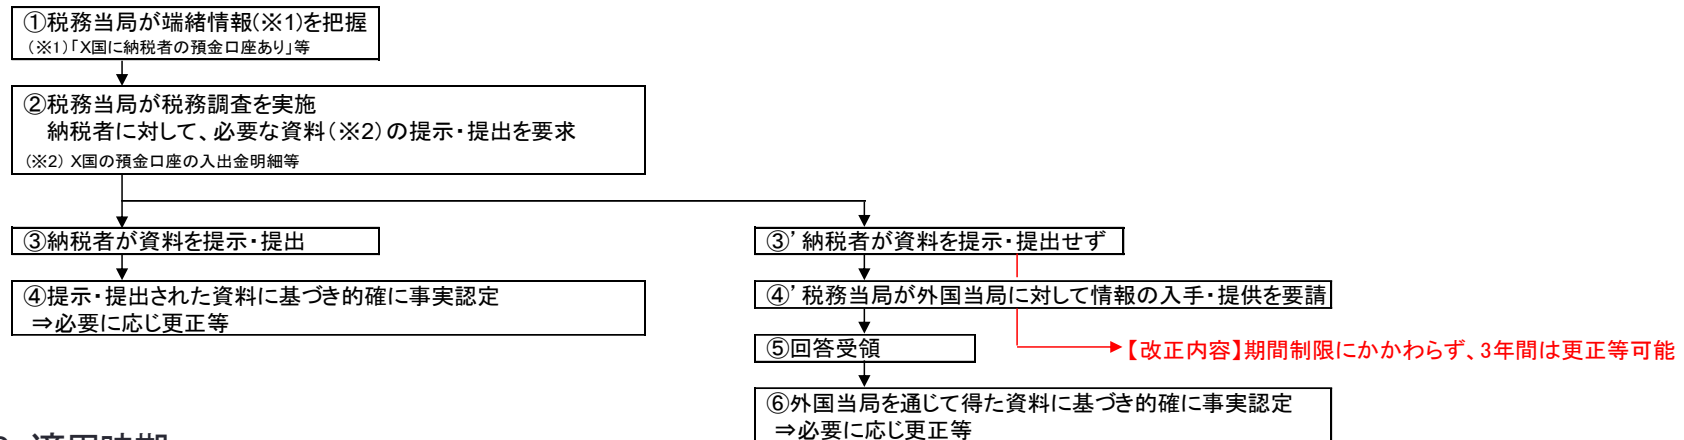 ①税務当局が端緒情報(※1)を把握
(※1)「X国に納税者の預金口座あり」等
②税務当局が税務調査を実施
納税者に対して、必要な資料(※2)の提示・提出を要求
(※2) X国の預金口座の入出金明細等
③納税者が資料を提示・提出
④提示・提出された資料に基づき的確に事実認定
⇒必要に応じ更正等
③’納税者が資料を提示・提出せず
④’税務当局が外国当局に対して情報の入手・提供を要請
⑤回答受領
【改正内容】期間制限にかかわらず、3年間は更正等可能
⑥外国当局を通じて得た資料に基づき的確に事実認定
⇒必要に応じ更正等